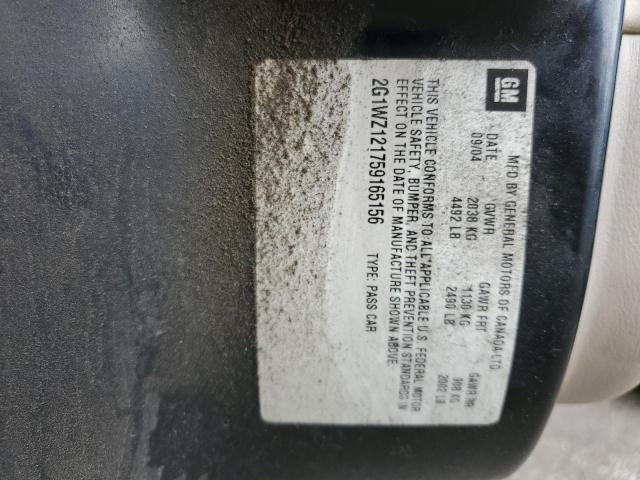 GM
MFD BY GENERAL MOTORS OF CANADA LTD
DATE GVWR GAWR FRT GAWR RR
09/04 2038 KG 1130 KG 908 KG
4492 LB 2490 LB 2002 LB
THIS VEHICLE CONFORMS TO ALL APPLICABLE U.S. FEDERAL MOTOR
VEHICLE SAFETY, BUMPER, AND THEFT PREVENTION STANDARDS IN
EFFECT ON THE DATE OF MANUFACTURE SHOWN ABOVE.
2G1WZ121759165156 TYPE: PASS CAR